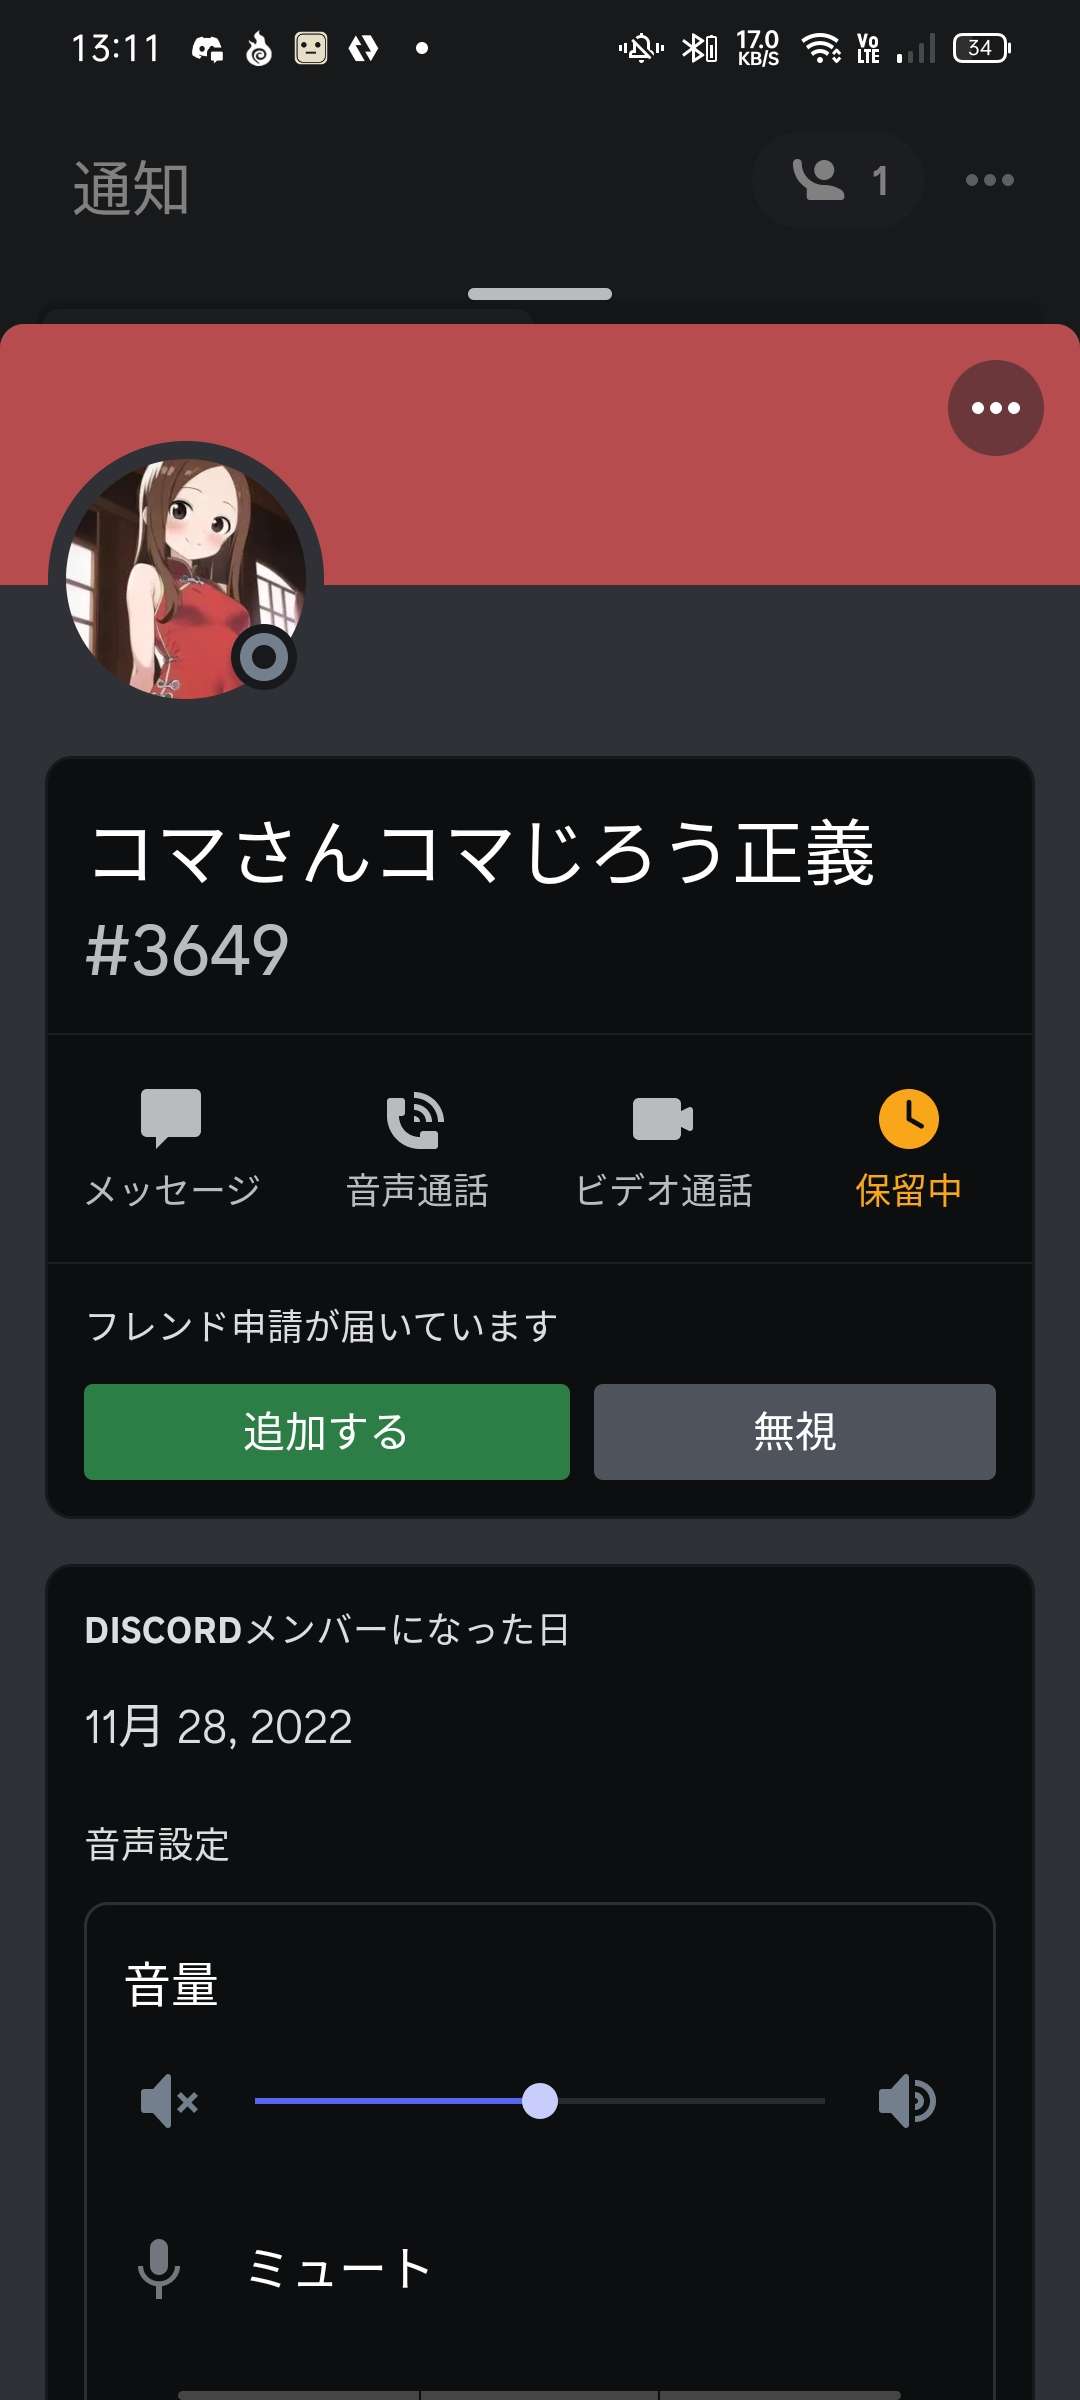 13:11
17.0
KB/S
Vo
LTE
34
通知
1
コマさんコマじろう正義
#3649
メッセージ
音声通話
ビデオ通話
保留中
フレンド申請が届いています
追加する
無視
DISCORDメンバーになった日
11月 28, 2022
音声設定
音量
ミュート